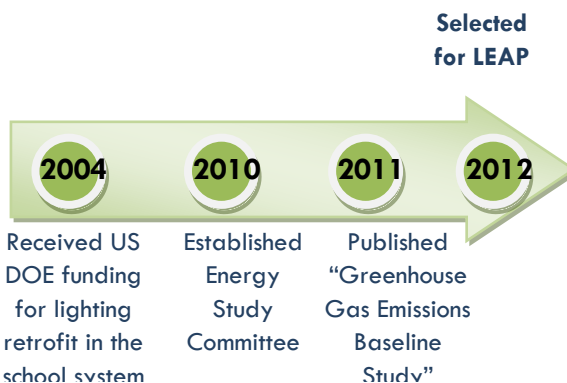 Selected
for LEAP
2004
2010
2011
2012
Received US
DOE funding
for lighting
retrofit in the
school system
Established
Energy
Study
Committee
Published
“Greenhouse
Gas Emissions
Baseline
Study”